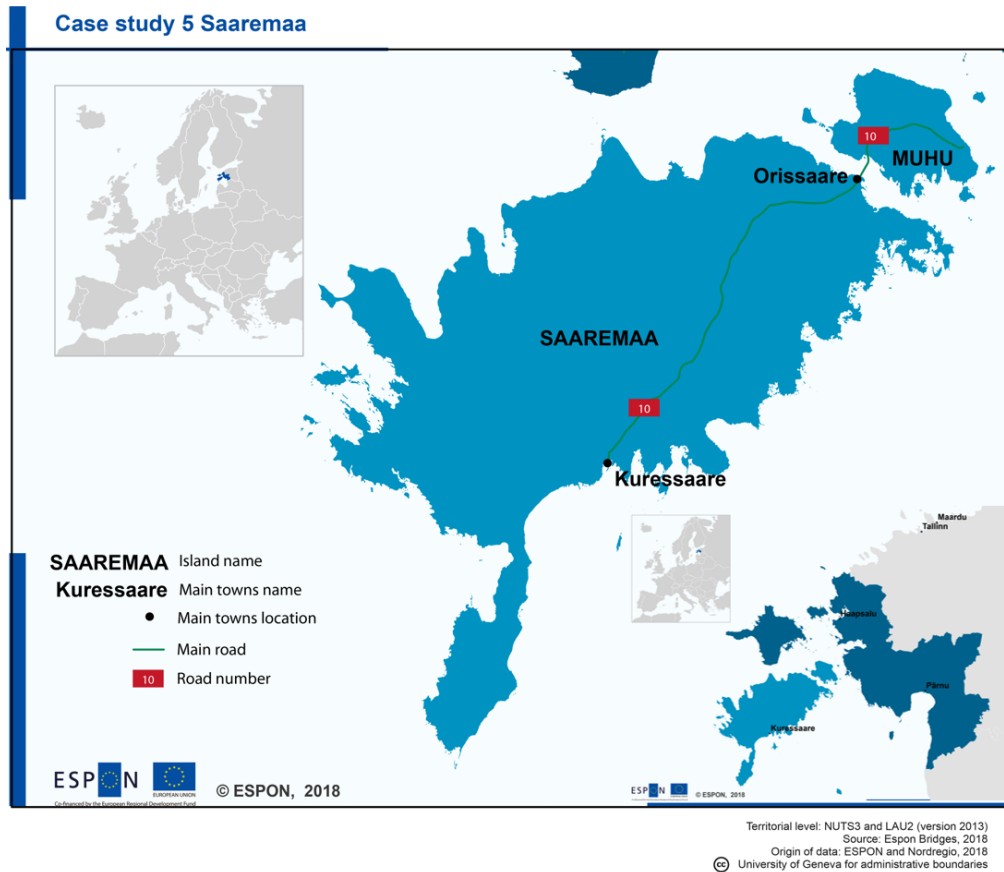 Case study 5 Saaremaa
10
MUHU
Orissaare
SAAREMAA
10
Kuressaare
Maardu
Tallinn
Haapsalu
Pärnu
Kuressaare
SAAREMAA Island name
Kuressaare Main towns name
Main towns location
Main road
10 Road number
ESPON
EUROPEAN UNION
Co-financed by the European Regional Development Fund
© ESPON, 2018
ESPON
© ESPON, 2018
Territorial level: NUTS3 and LAU2 (version 2013)
Source: Espon Bridges, 2018
Origin of data: ESPON and Nordregio, 2018
cc University of Geneva for administrative boundaries